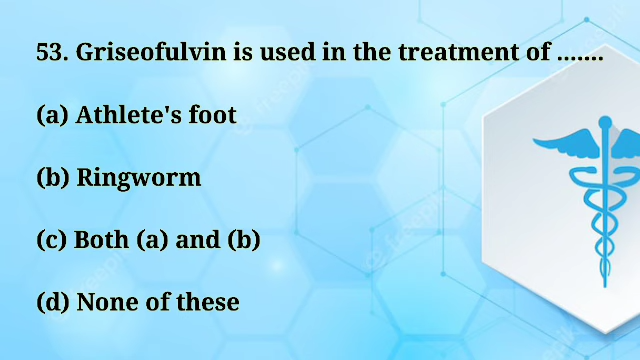 53. Griseofulvin is used in the treatment of .......
(a) Athlete's foot
(b) Ringworm
(c) Both (a) and (b)
(d) None of these